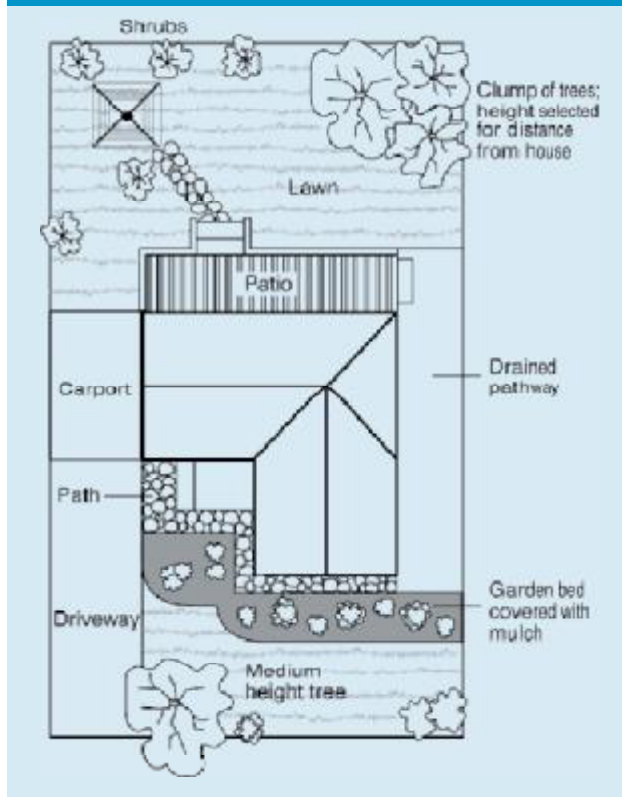 Shrubs
Clump of trees;
height selected
for distance
from house
Lawn
Patio
Carport
Drained
pathway
Path
Garden bed
covered with
mulch
Driveway
Medium
height tree